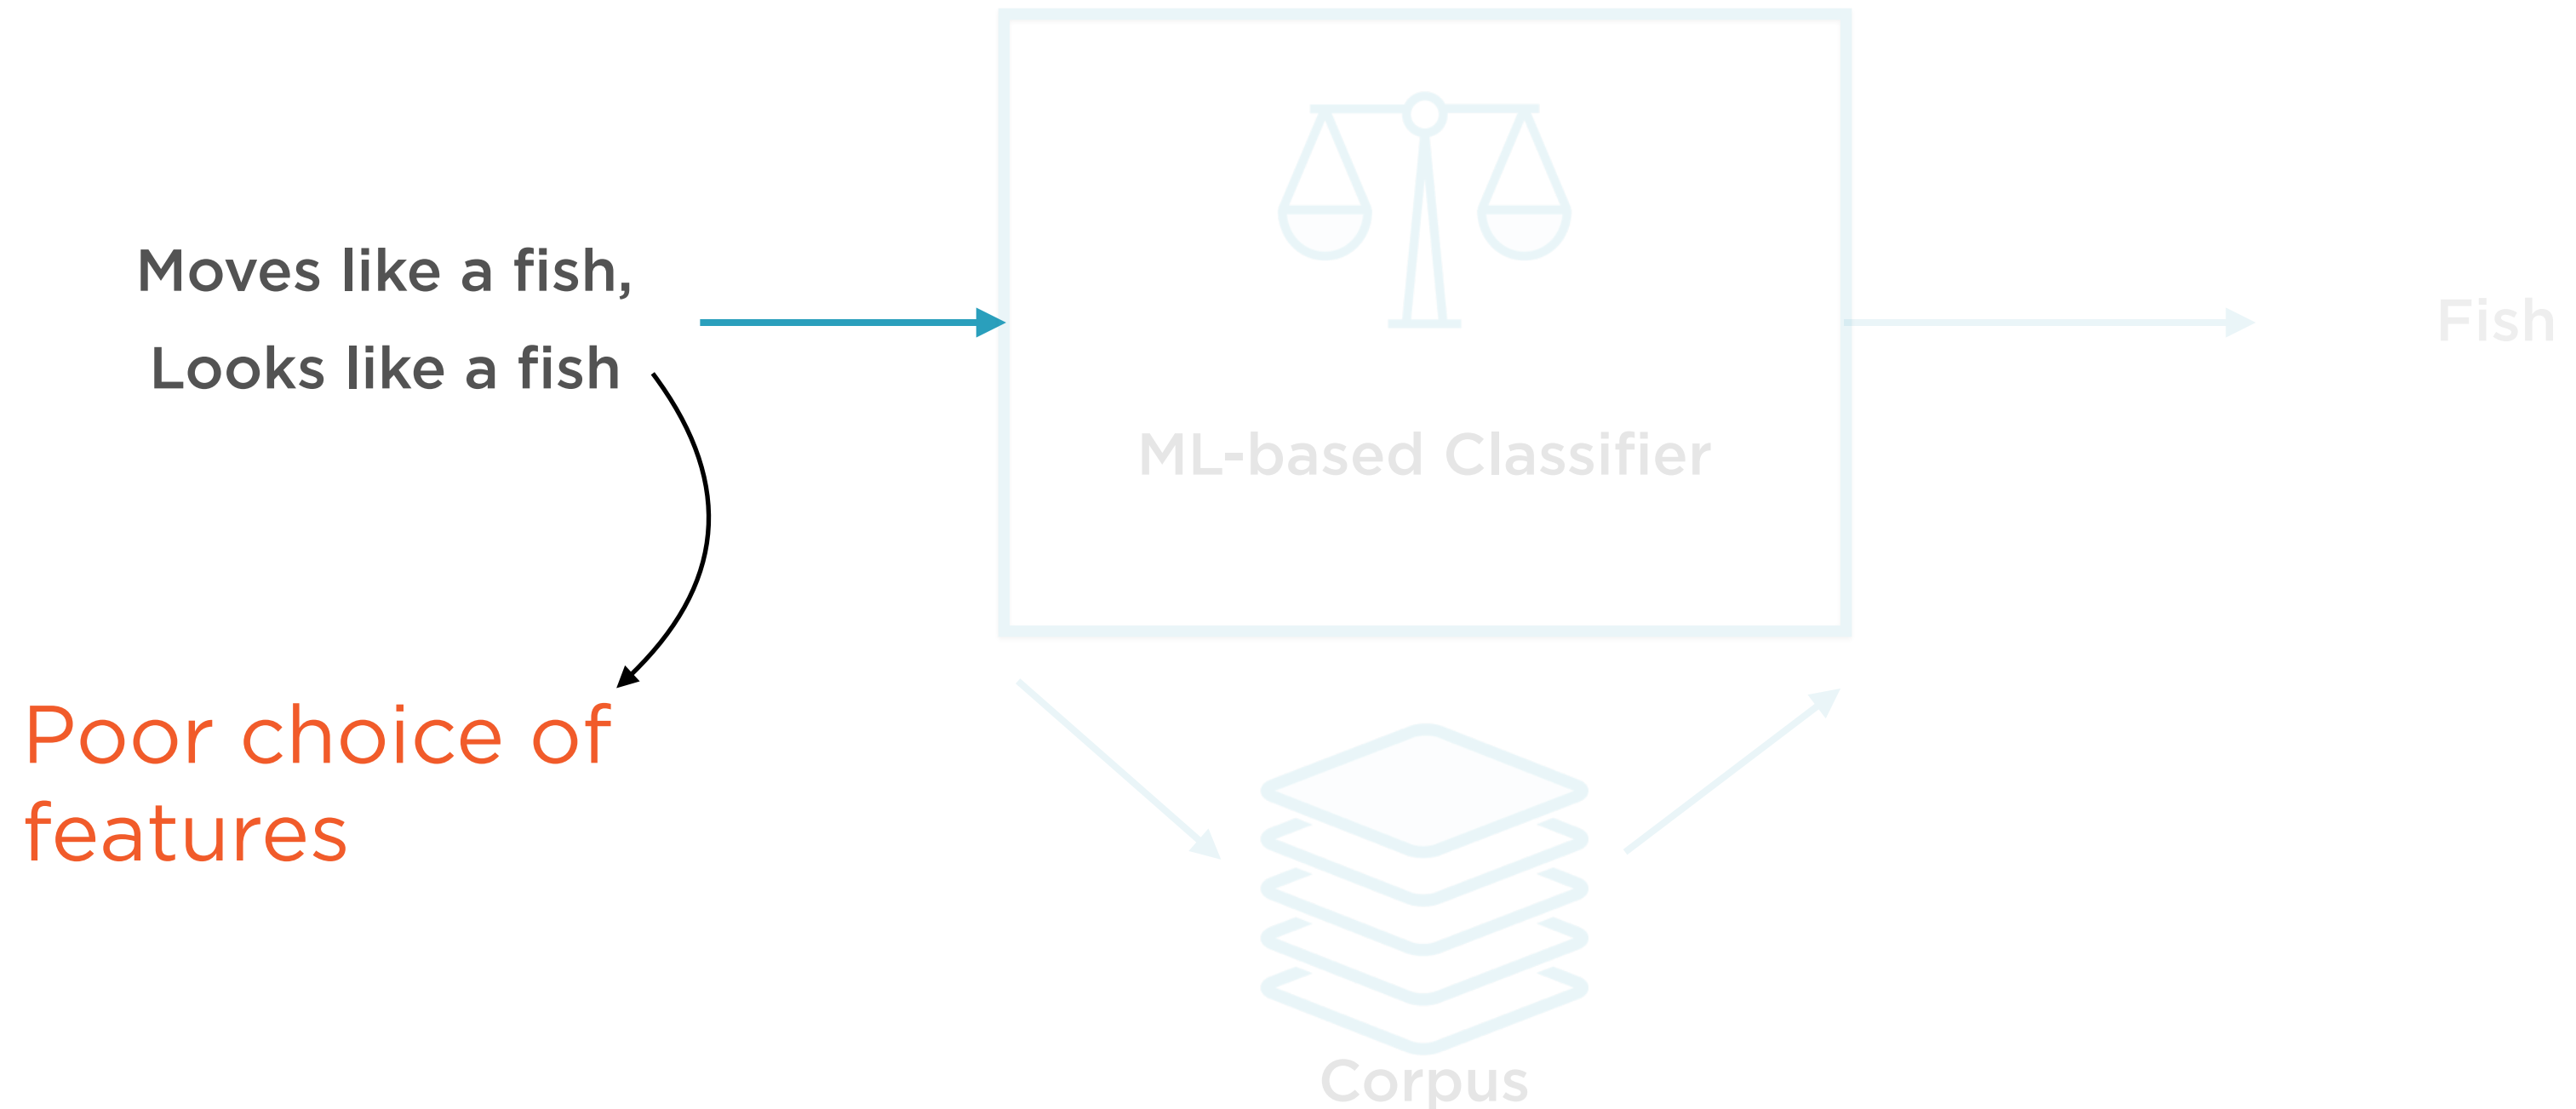 Moves like a fish,
Looks like a fish
Fish
ML-based Classifier
Poor choice of
features
Corpus